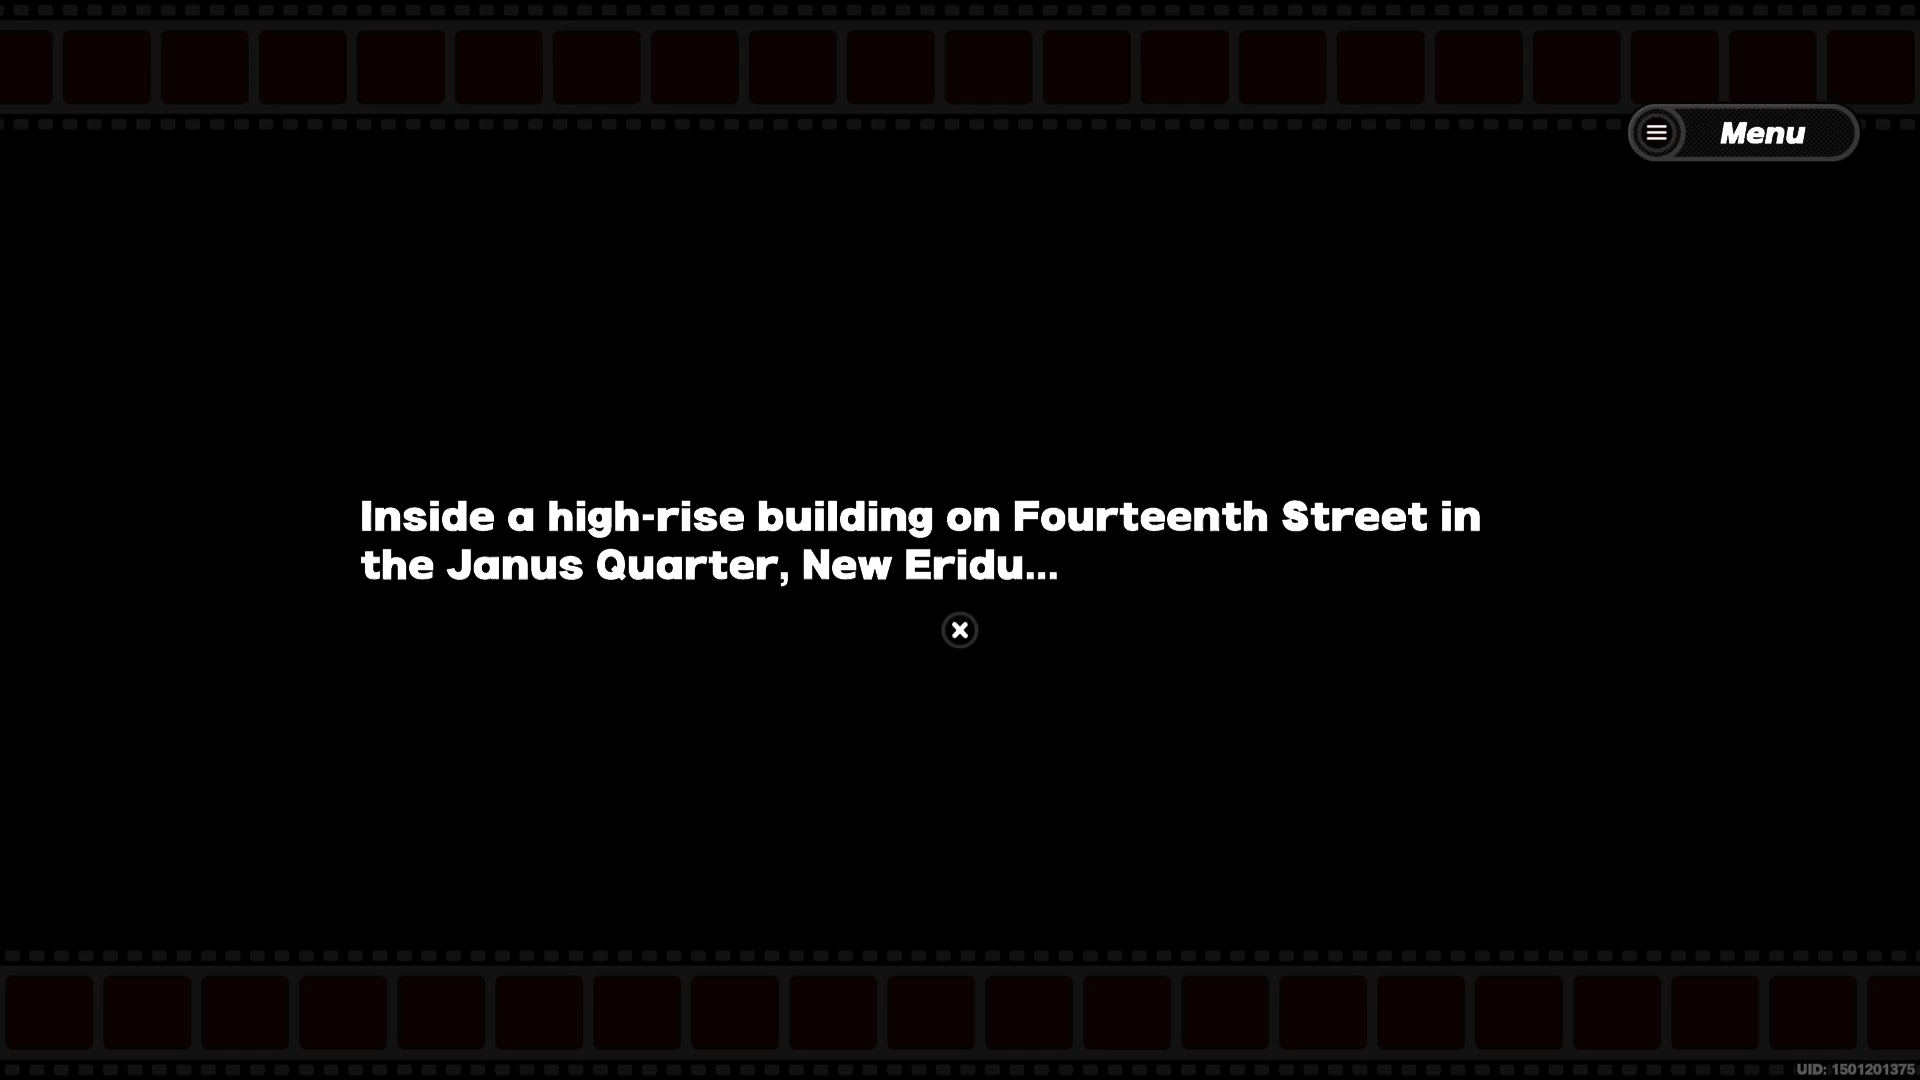 Menu
Inside a high-rise building on Fourteenth Street in
the Janus Quarter, New Eridu...
UID: 1501201375